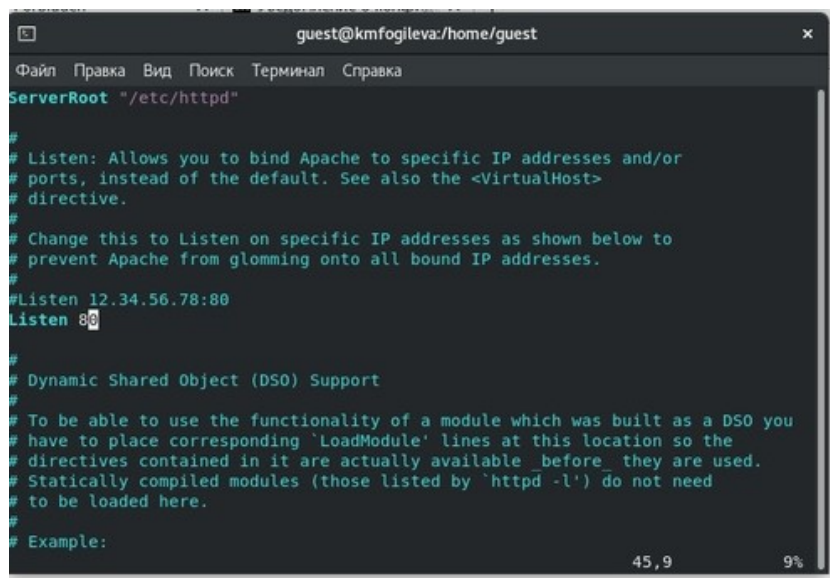 guest@kmfogileva:/home/guest
Файл Правка Вид Поиск Терминал Справка
ServerRoot "/etc/httpd"
#
# Listen: Allows you to bind Apache to specific IP addresses and/or
# ports, instead of the default. See also the <VirtualHost>
# directive.
#
# Change this to Listen on specific IP addresses as shown below to
# prevent Apache from glomming onto all bound IP addresses.
#
#Listen 12.34.56.78:80
Listen 80
#
# Dynamic Shared Object (DSO) Support
#
# To be able to use the functionality of a module which was built as a DSO you
# have to place corresponding `LoadModule' lines at this location so the
# directives contained in it are actually available _before_ they are used.
# Statically compiled modules (those listed by `httpd -l') do not need
# to be loaded here.
#
# Example:
45,9 9%